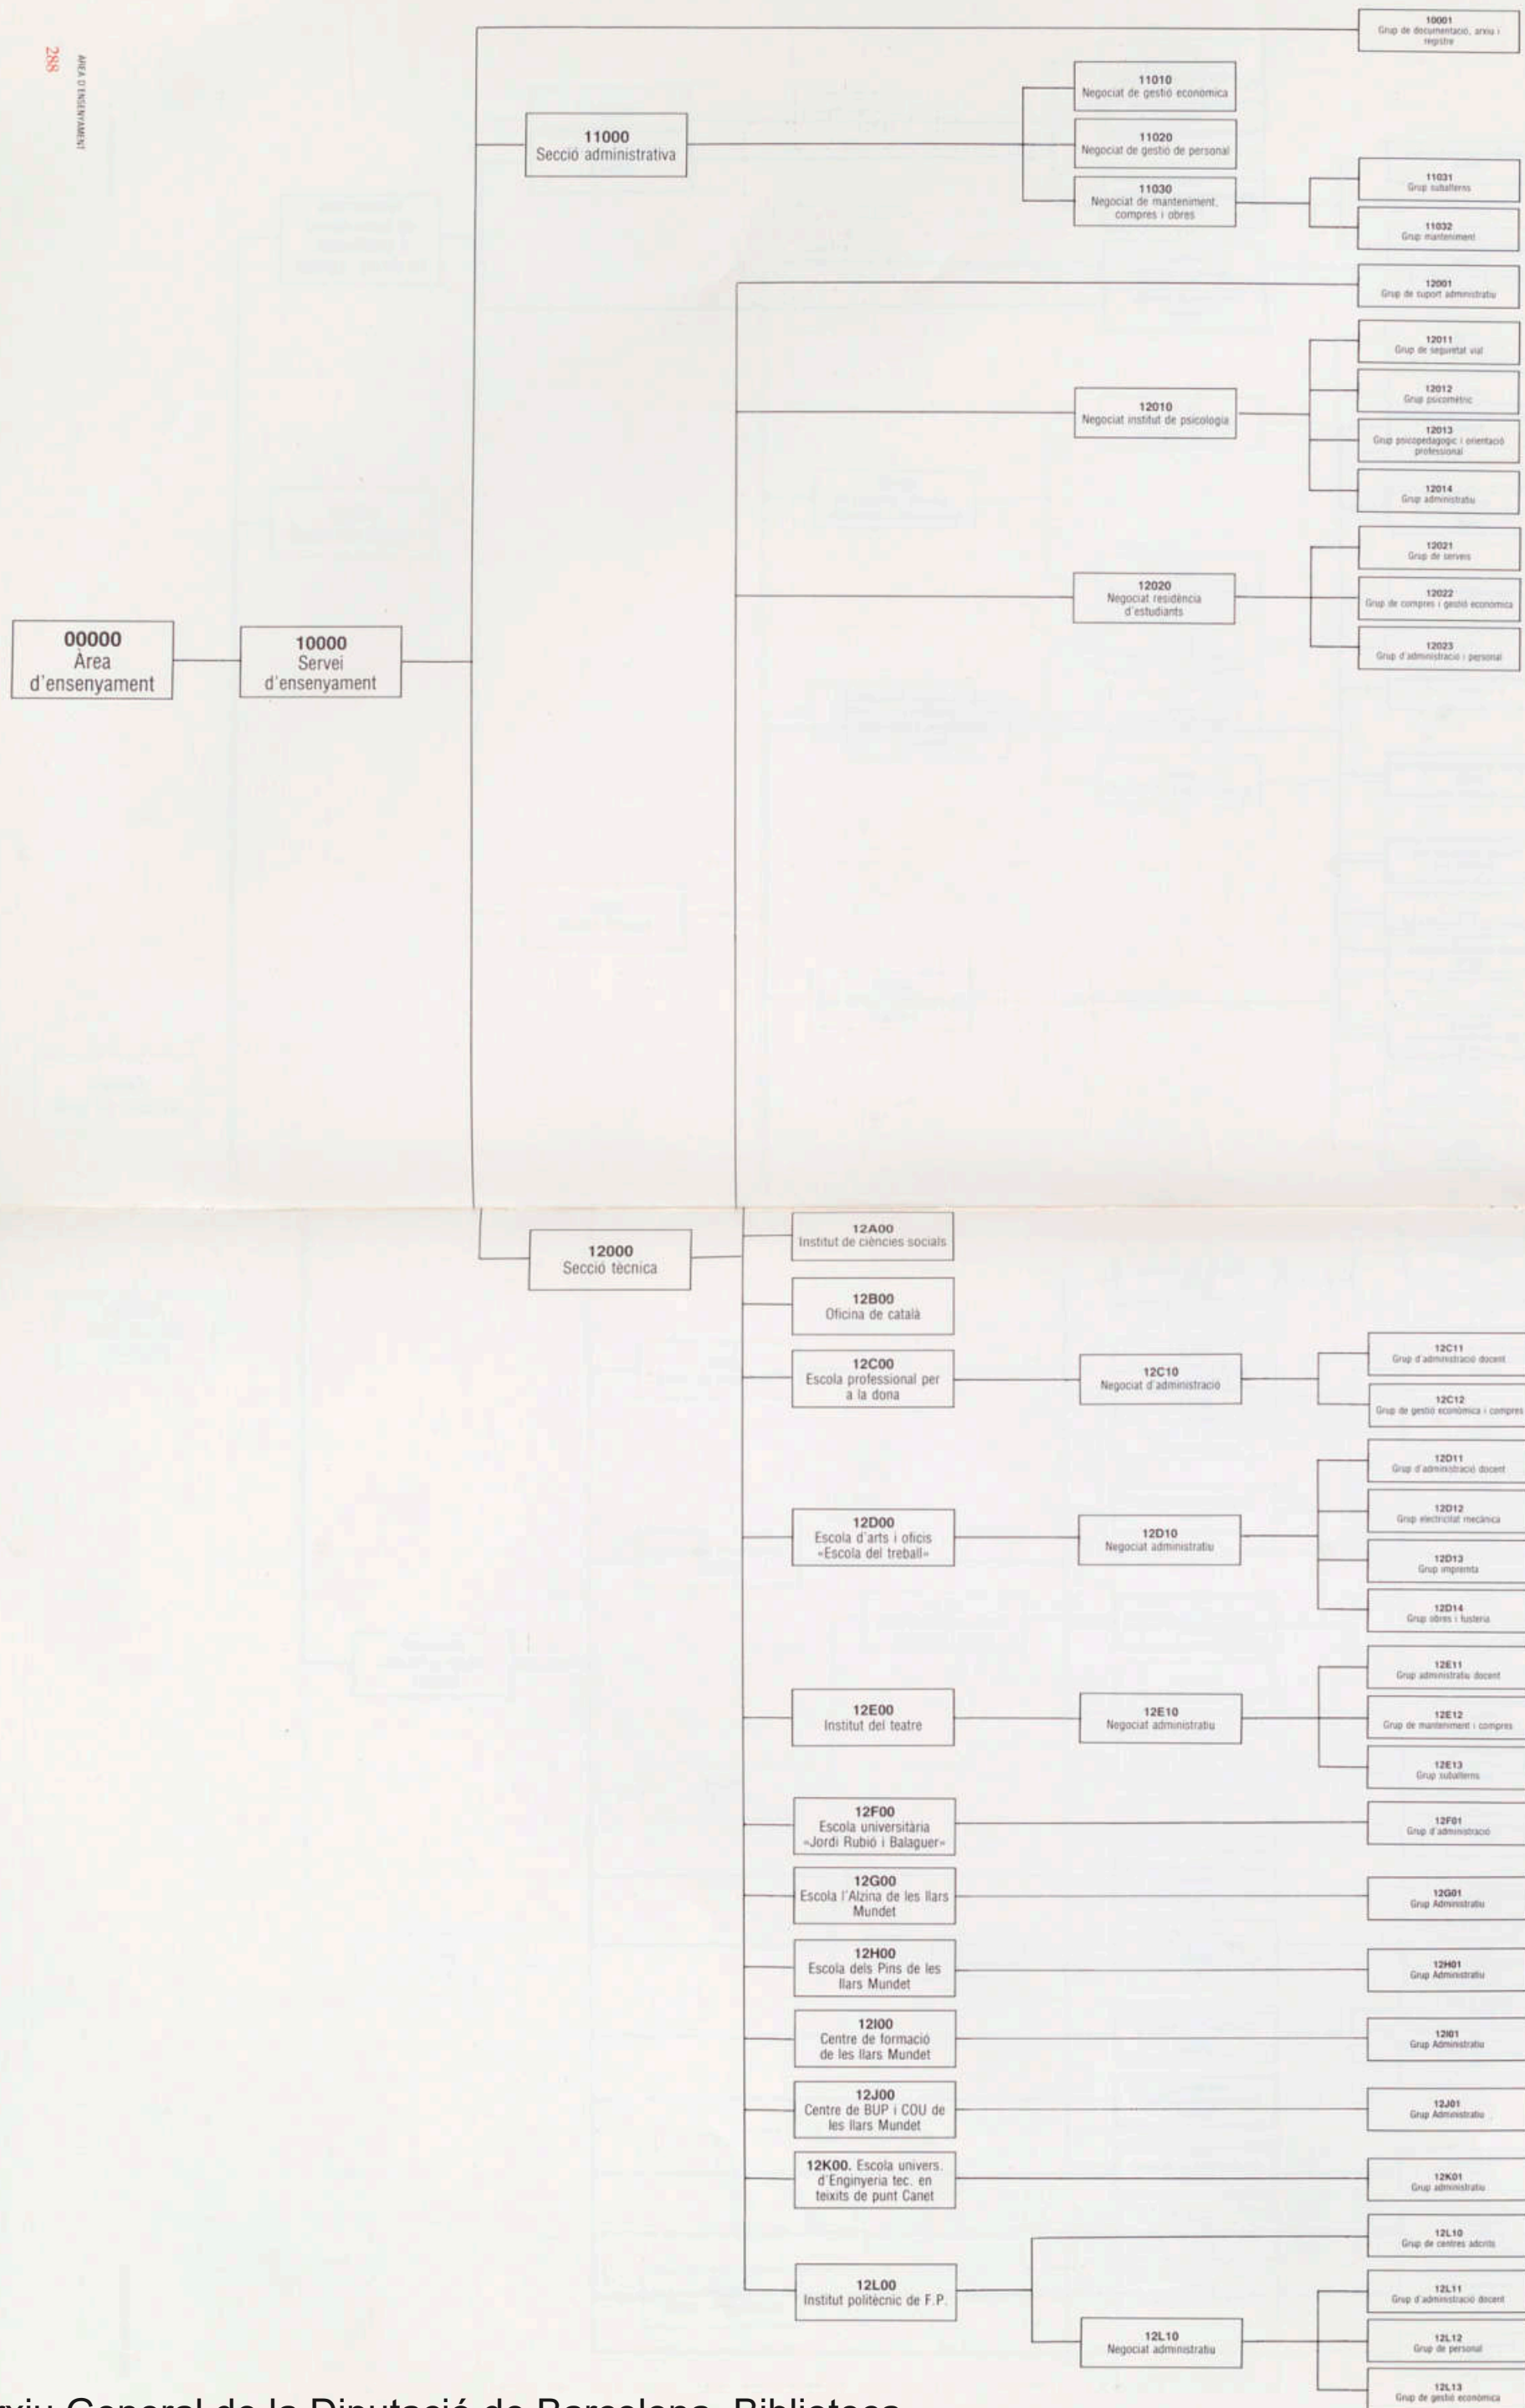 288
ÀREA D'ENSENYAMENT
00000
Àrea
d'ensenyament
10000
Servei
d'ensenyament
10001
Grup de documentació, arxiu i
registre
11000
Secció administrativa
11010
Negociat de gestió econòmica
11020
Negociat de gestió de personal
11030
Negociat de manteniment,
compres i obres
11031
Grup subalterns
11032
Grup manteniment
12001
Grup de suport administratiu
12010
Negociat institut de psicologia
12011
Grup de seguretat vial
12012
Grup psicomètric
12013
Grup psicopedagògic i orientació
professional
12014
Grup administratiu
12020
Negociat residència
d'estudiants
12021
Grup de serveis
12022
Grup de compres i gestió econòmica
12023
Grup d'administració i personal
12000
Secció tècnica
12A00
Institut de ciències socials
12B00
Oficina de català
12C00
Escola professional per
a la dona
12C10
Negociat d'administració
12C11
Grup d'administració docent
12C12
Grup de gestió econòmica i compres
12D00
Escola d'arts i oficis
«Escola del treball»
12D10
Negociat administratiu
12D11
Grup d'administració docent
12D12
Grup electricitat mecànica
12D13
Grup impremta
12D14
Grup obres i fusteria
12E00
Institut del teatre
12E10
Negociat administratiu
12E11
Grup administratiu docent
12E12
Grup de manteniment i compres
12E13
Grup subalterns
12F00
Escola universitària
«Jordi Rubió i Balaguer»
12F01
Grup d'administració
12G00
Escola l'Alzina de les llars
Mundet
12G01
Grup Administratiu
12H00
Escola dels Pins de les
llars Mundet
12H01
Grup Administratiu
12I00
Centre de formació
de les llars Mundet
12I01
Grup Administratiu
12J00
Centre de BUP i COU de
les llars Mundet
12J01
Grup Administratiu
12K00. Escola univers.
d'Enginyeria tec. en
teixits de punt Canet
12K01
Grup administratiu
12L00
Institut politècnic de F.P.
12L10
Grup de centres adcrits
12L10
Negociat administratiu
12L11
Grup d'administració docent
12L12
Grup de personal
12L13
Grup de gestió econòmica
General de la Diputació de Barcelona. Biblioteca